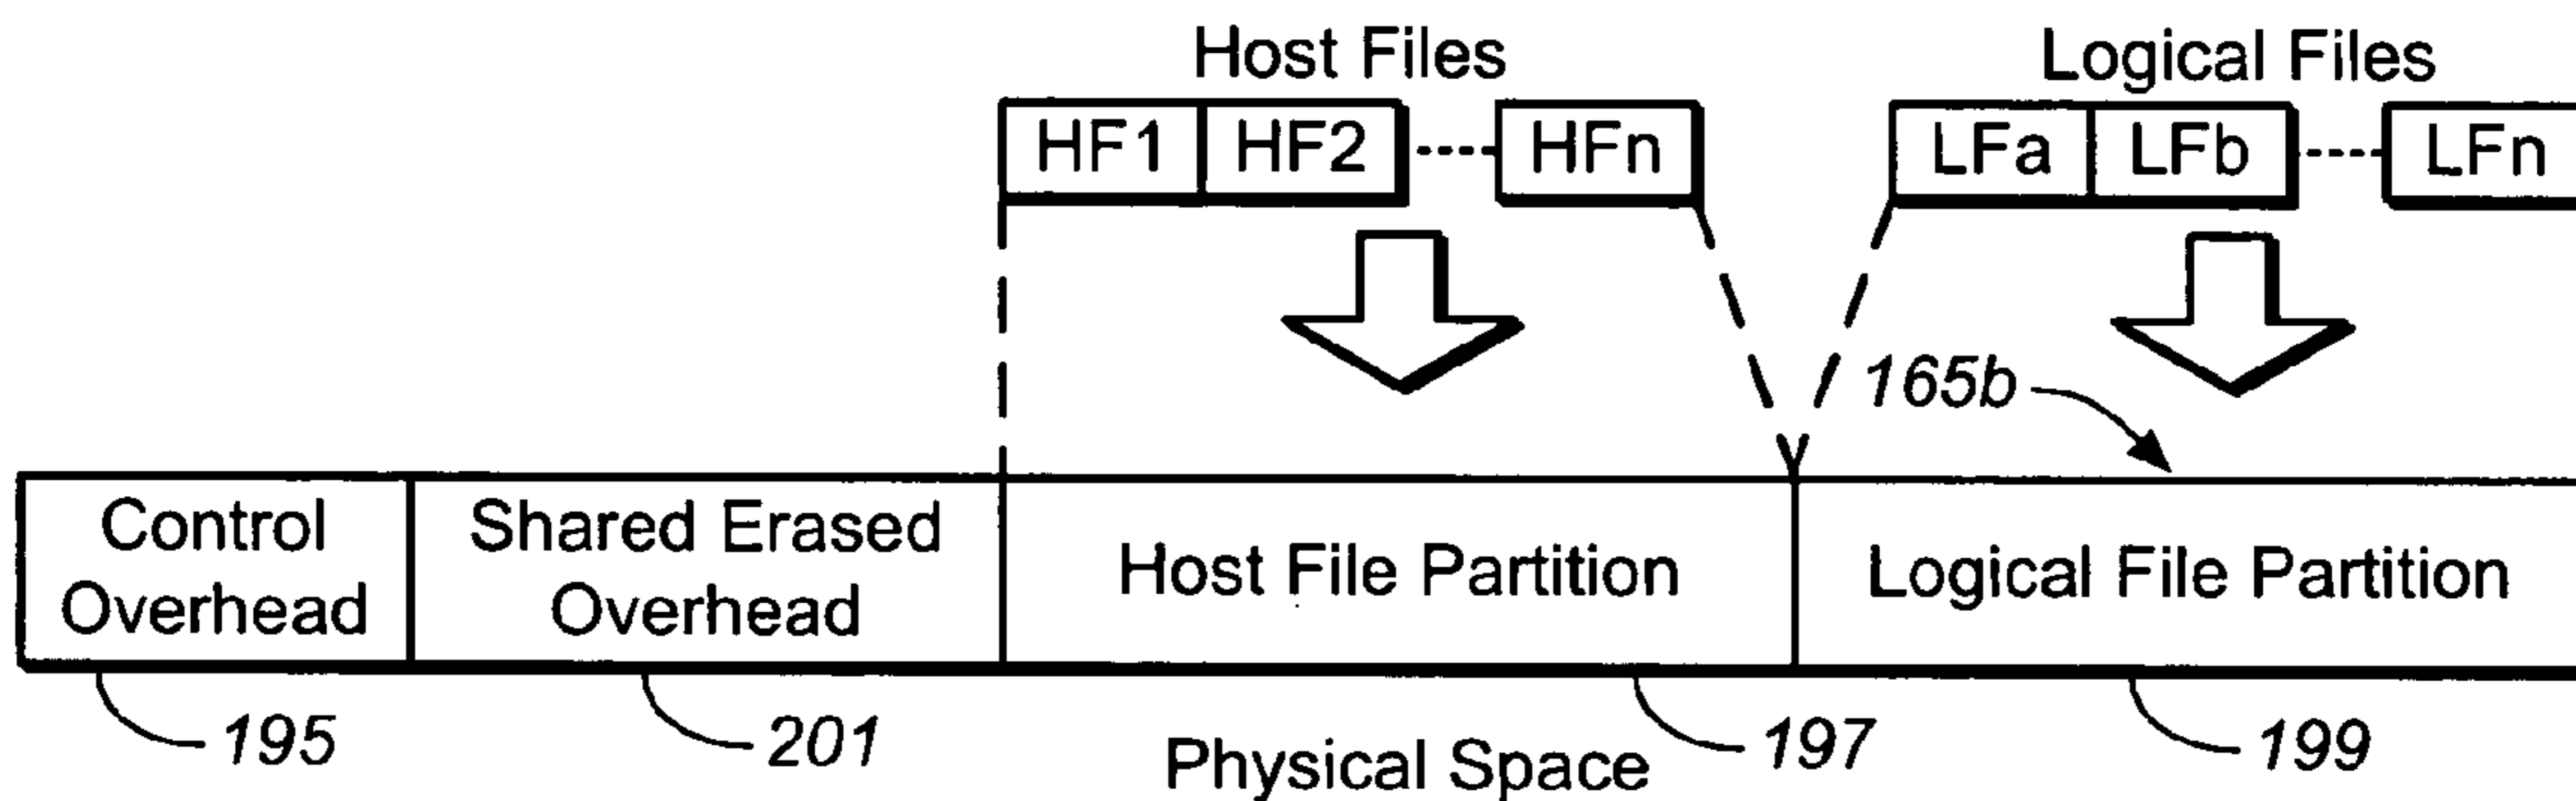 Host Files
Logical Files
HF1 HF2 HFn
LFa LFb LFn
165b
Control
Overhead
Shared Erased
Overhead
Host File Partition
Logical File Partition
195
201
197
199
Physical Space